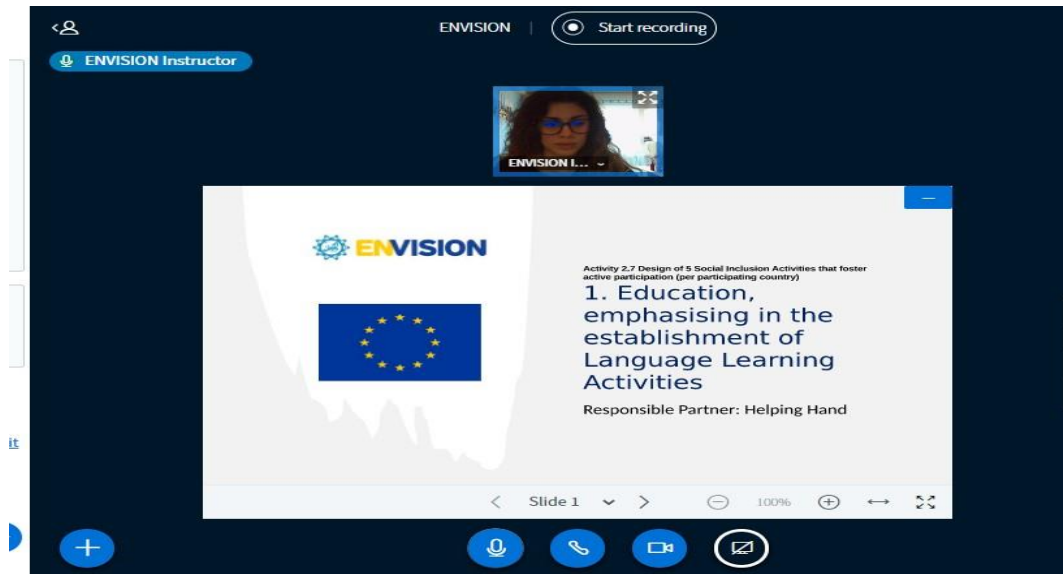 ENVISION
Start recording
ENVISION Instructor
ENVISION I...
ENVISION
Activity 2.7 Design of 5 Social Inclusion Activities that foster
active participation (per participating country)
1. Education,
emphasising in the
establishment of
Language Learning
Activities
Responsible Partner: Helping Hand
it
Slide 1
100%